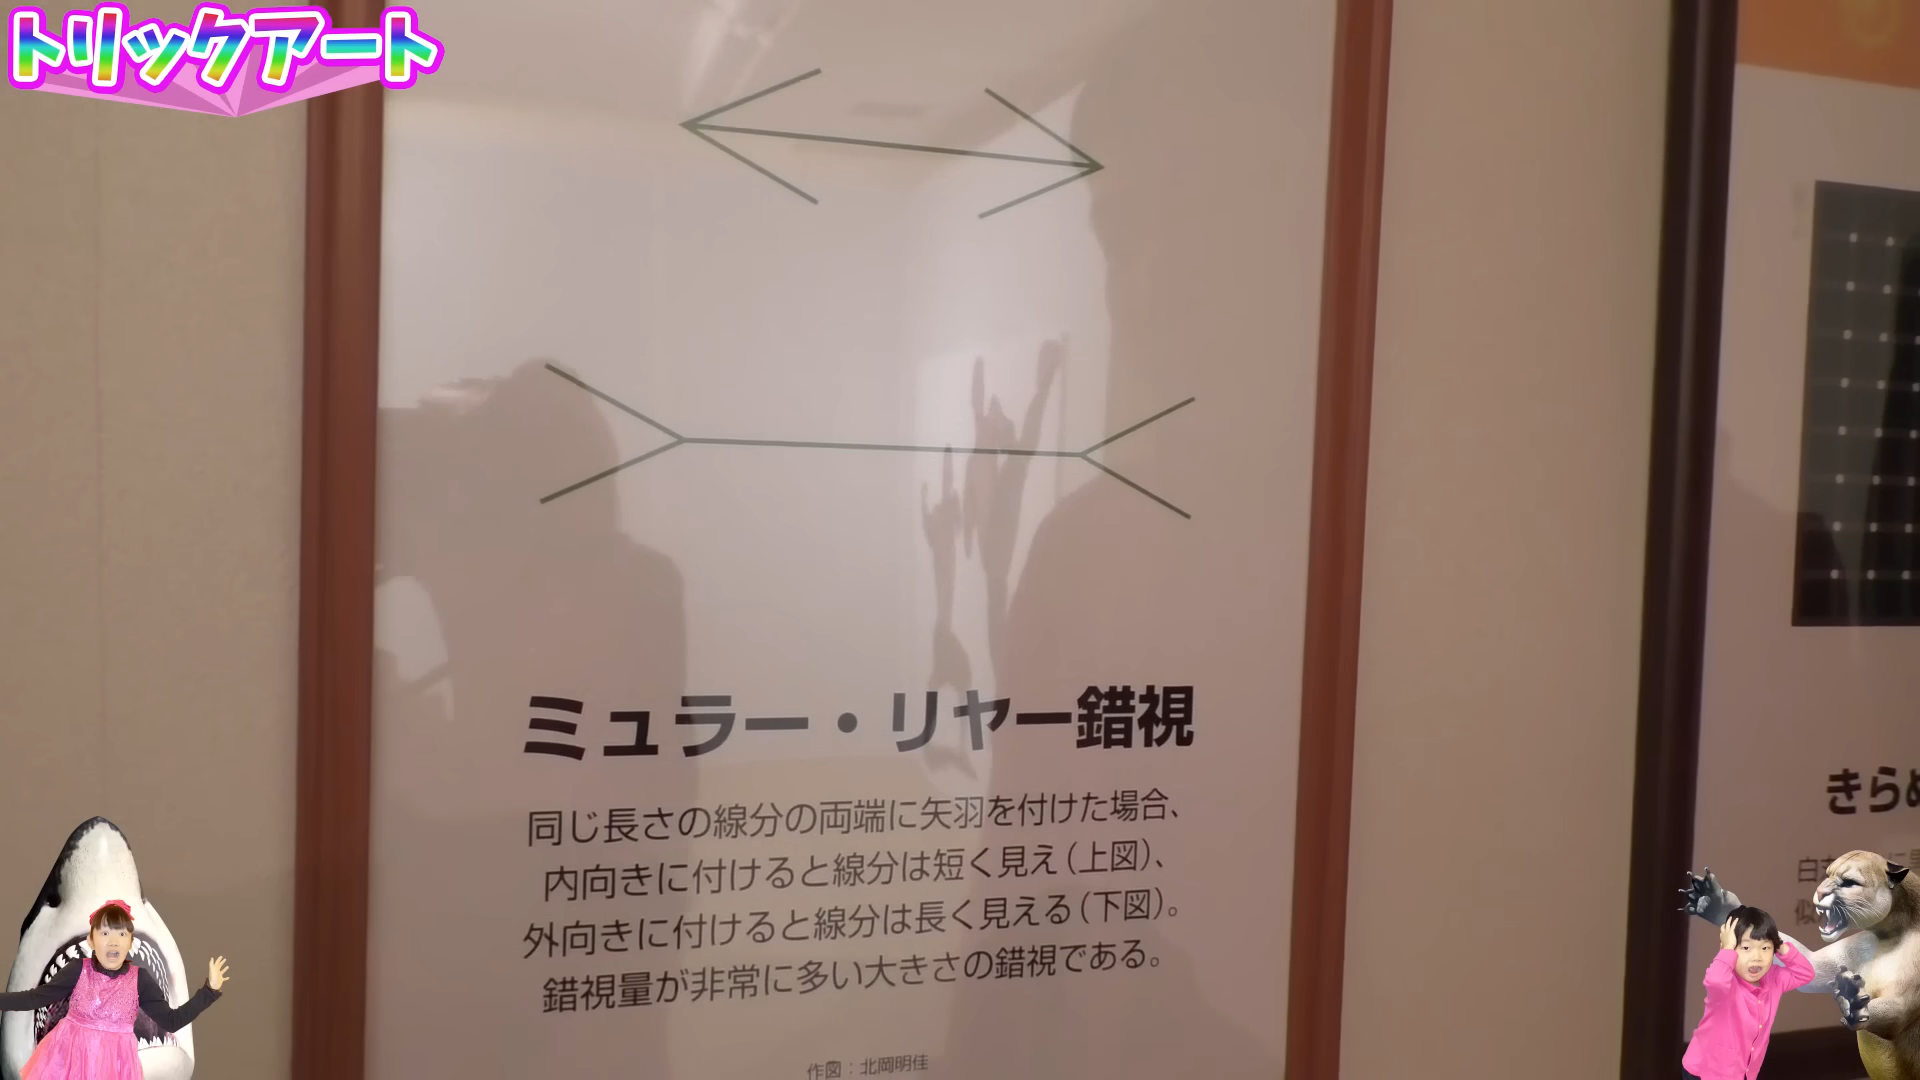 トリックアート
ミュラー・リヤー錯視
同じ長さの線分の両端に矢羽を付けた場合、
内向きに付けると線分は短く見え（上図）、
外向きに付けると線分は長く見える（下図）。
錯視量が非常に多い大きさの錯視である。
作図：北岡明佳
きら